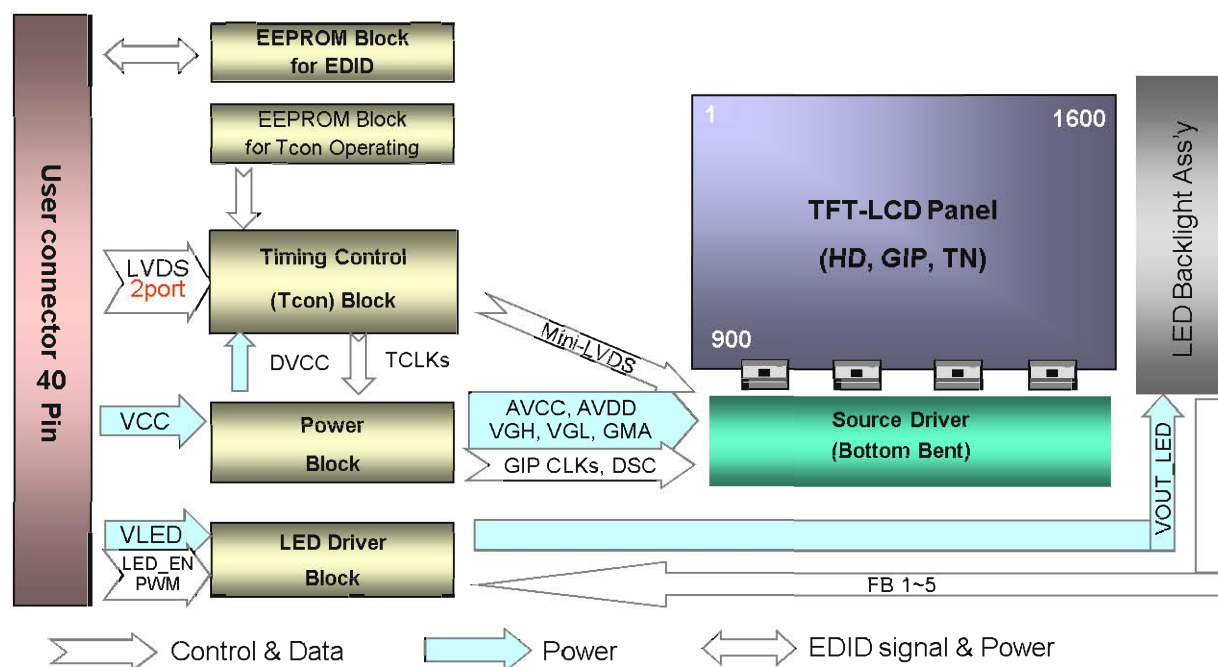 User connector 40 Pin
EEPROM Block
for EDID
EEPROM Block
for Tcon Operating
LVDS
2port
Timing Control
(Tcon) Block
DVCC
TCLKs
Mini-LVDS
VCC
Power
Block
AVCC, AVDD
VGH, VGL, GMA
GIP CLKs, DSC
VLED
LED_EN
PWM
LED Driver
Block
1
1600
TFT-LCD Panel
(HD, GIP, TN)
900
Source Driver
(Bottom Bent)
LED Backlight Ass'y
VOUT_LED
FB 1~5
Control & Data
Power
EDID signal & Power